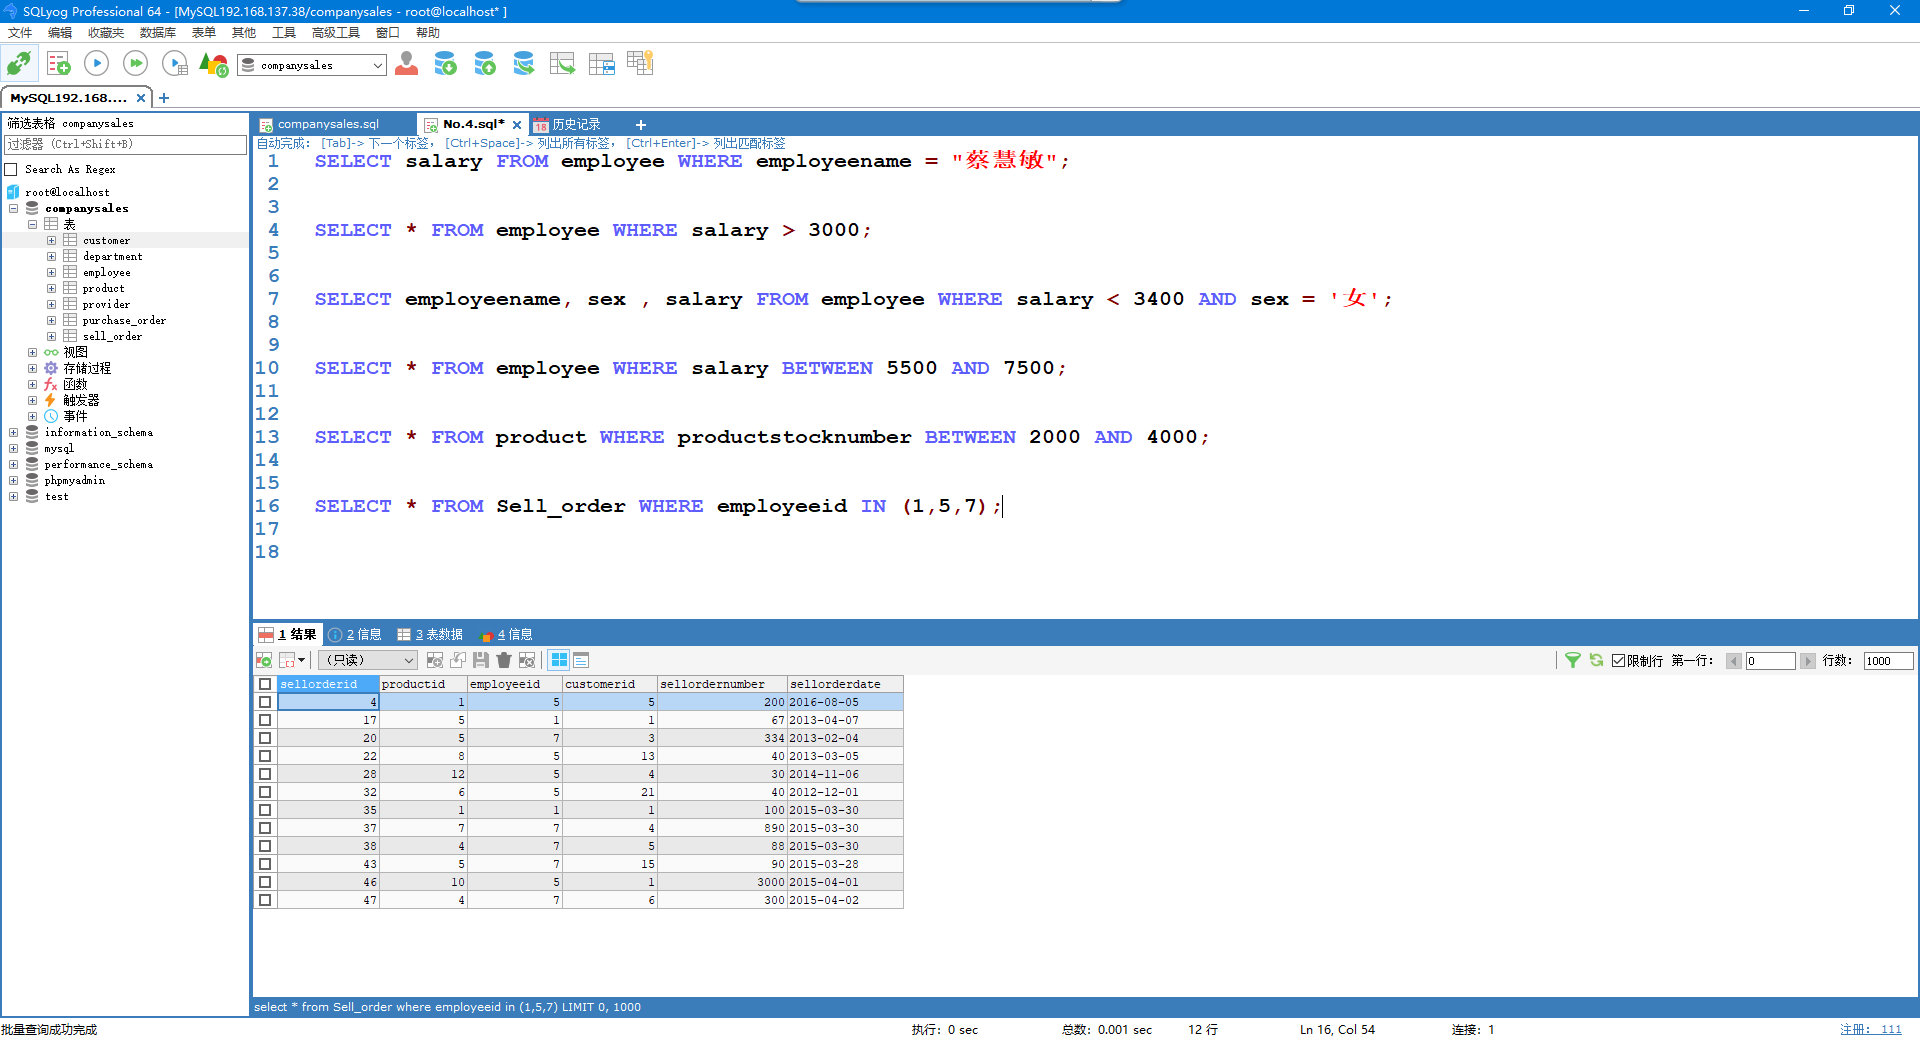 SQLyog Professional 64 - [MySQL192.168.137.38/companysales - root@localhost* ]
文件 编辑 收藏夹 数据库 表单 其他 工具 高级工具 窗口 帮助
companysales
MySQL192.168....
筛选表格 companysales
过滤器 (Ctrl+Shift+B)
Search As Regex
root@localhost
companysales
表
customer
department
employee
product
provider
purchase_order
sell_order
视图
存储过程
函数
触发器
事件
information_schema
mysql
performance_schema
phpmyadmin
test
companysales.sql No.4.sql* 18 历史记录
自动完成: [Tab]-> 下一个标签, [Ctrl+Space]-> 列出所有标签, [Ctrl+Enter]-> 列出匹配标签
1 SELECT salary FROM employee WHERE employeename = "蔡慧敏";
2
3
4 SELECT * FROM employee WHERE salary > 3000;
5
6
7 SELECT employeename, sex , salary FROM employee WHERE salary < 3400 AND sex = '女';
8
9
10 SELECT * FROM employee WHERE salary BETWEEN 5500 AND 7500;
11
12
13 SELECT * FROM product WHERE productstocknumber BETWEEN 2000 AND 4000;
14
15
16 SELECT * FROM Sell_order WHERE employeeid IN (1,5,7);
17
18
1 结果 2 信息 3 表数据 4 信息
(只读) 限制行 第一行: 0 行数: 1000
sellorderid productid employeeid customerid sellordernumber sellorderdate
4 1 5 5 200 2016-08-05
17 5 1 1 67 2013-04-07
20 5 7 3 334 2013-02-04
22 8 5 13 40 2013-03-05
28 12 5 4 30 2014-11-06
32 6 5 21 40 2012-12-01
35 1 1 1 100 2015-03-30
37 7 7 4 890 2015-03-30
38 4 7 5 88 2015-03-30
43 5 7 15 90 2015-03-28
46 10 5 1 3000 2015-04-01
47 4 7 6 300 2015-04-02
select * from Sell_order where employeeid in (1,5,7) LIMIT 0, 1000
批量查询成功完成 执行: 0 sec 总数: 0.001 sec 12 行 Ln 16, Col 54 连接: 1 注册: 111